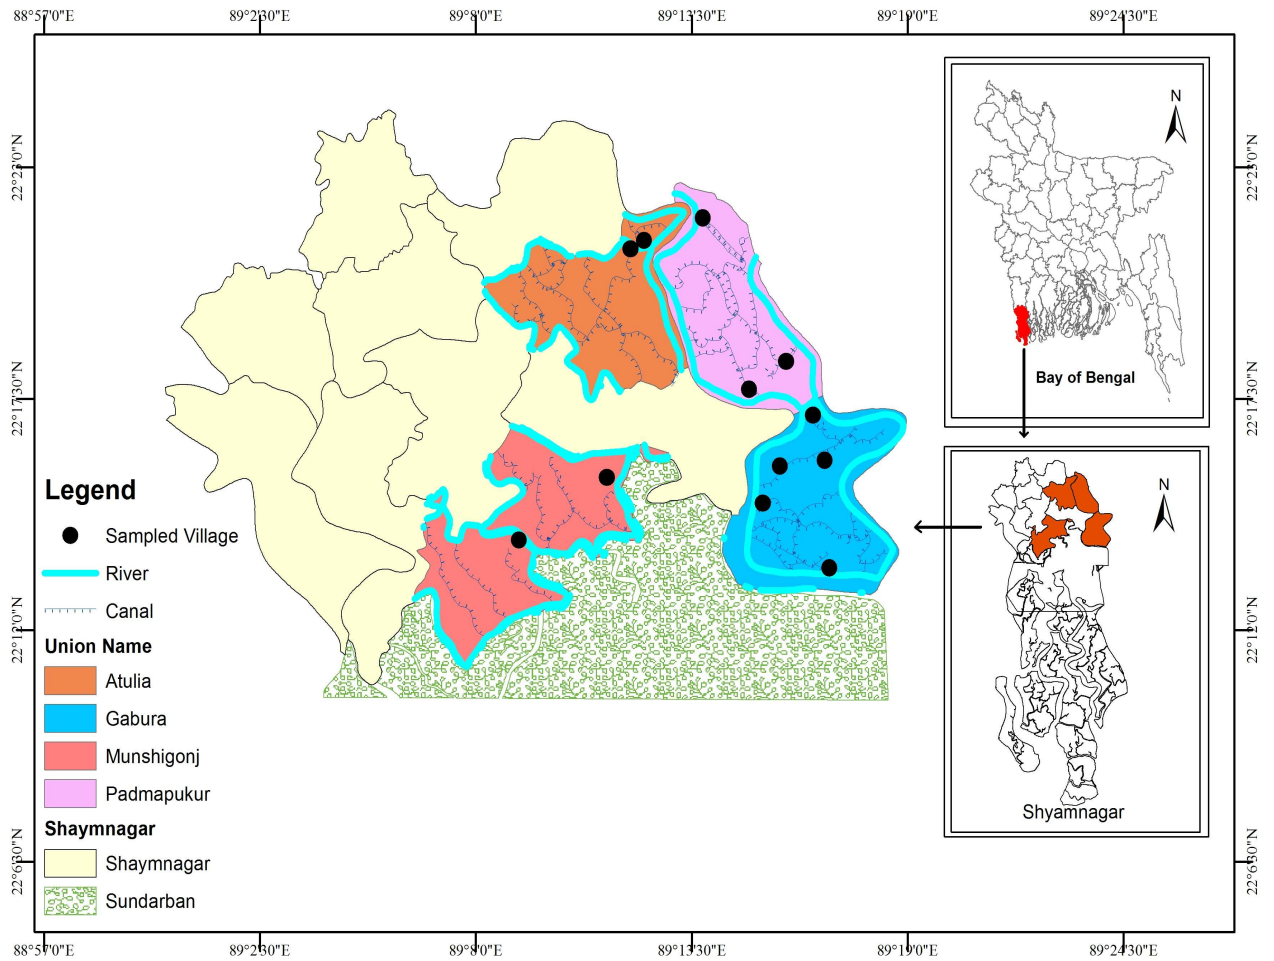 88°57'0"E 89°2'30"E 89°8'0"E 89°13'30"E 89°19'0"E 89°24'30"E
22°23'0"N
22°23'0"N
N
Bay of Bengal
22°17'30"N
22°17'30"N
Legend
Sampled Village
River
Canal
Union Name
Atulia
Gabura
Munshigonj
Padmapukur
Shaymnagar
Shaymnagar
Sundarban
N
Shyamnagar
22°12'0"N
22°12'0"N
22°6'30"N
22°6'30"N
88°57'0"E 89°2'30"E 89°8'0"E 89°13'30"E 89°19'0"E 89°24'30"E